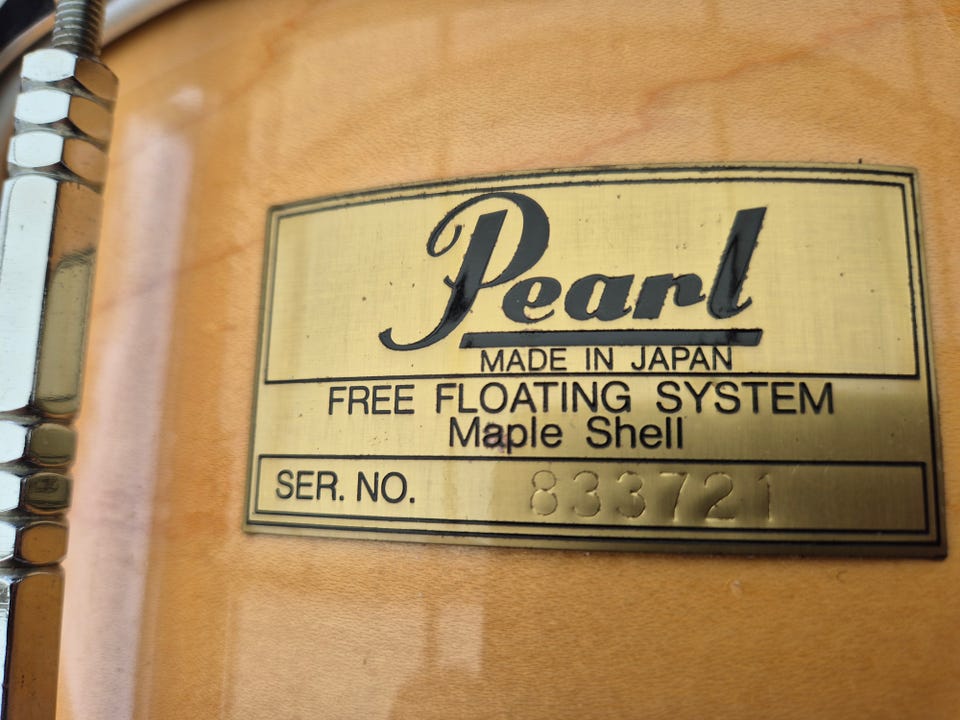 Pearl
MADE IN JAPAN
FREE FLOATING SYSTEM
Maple Shell
SER. NO. 833721